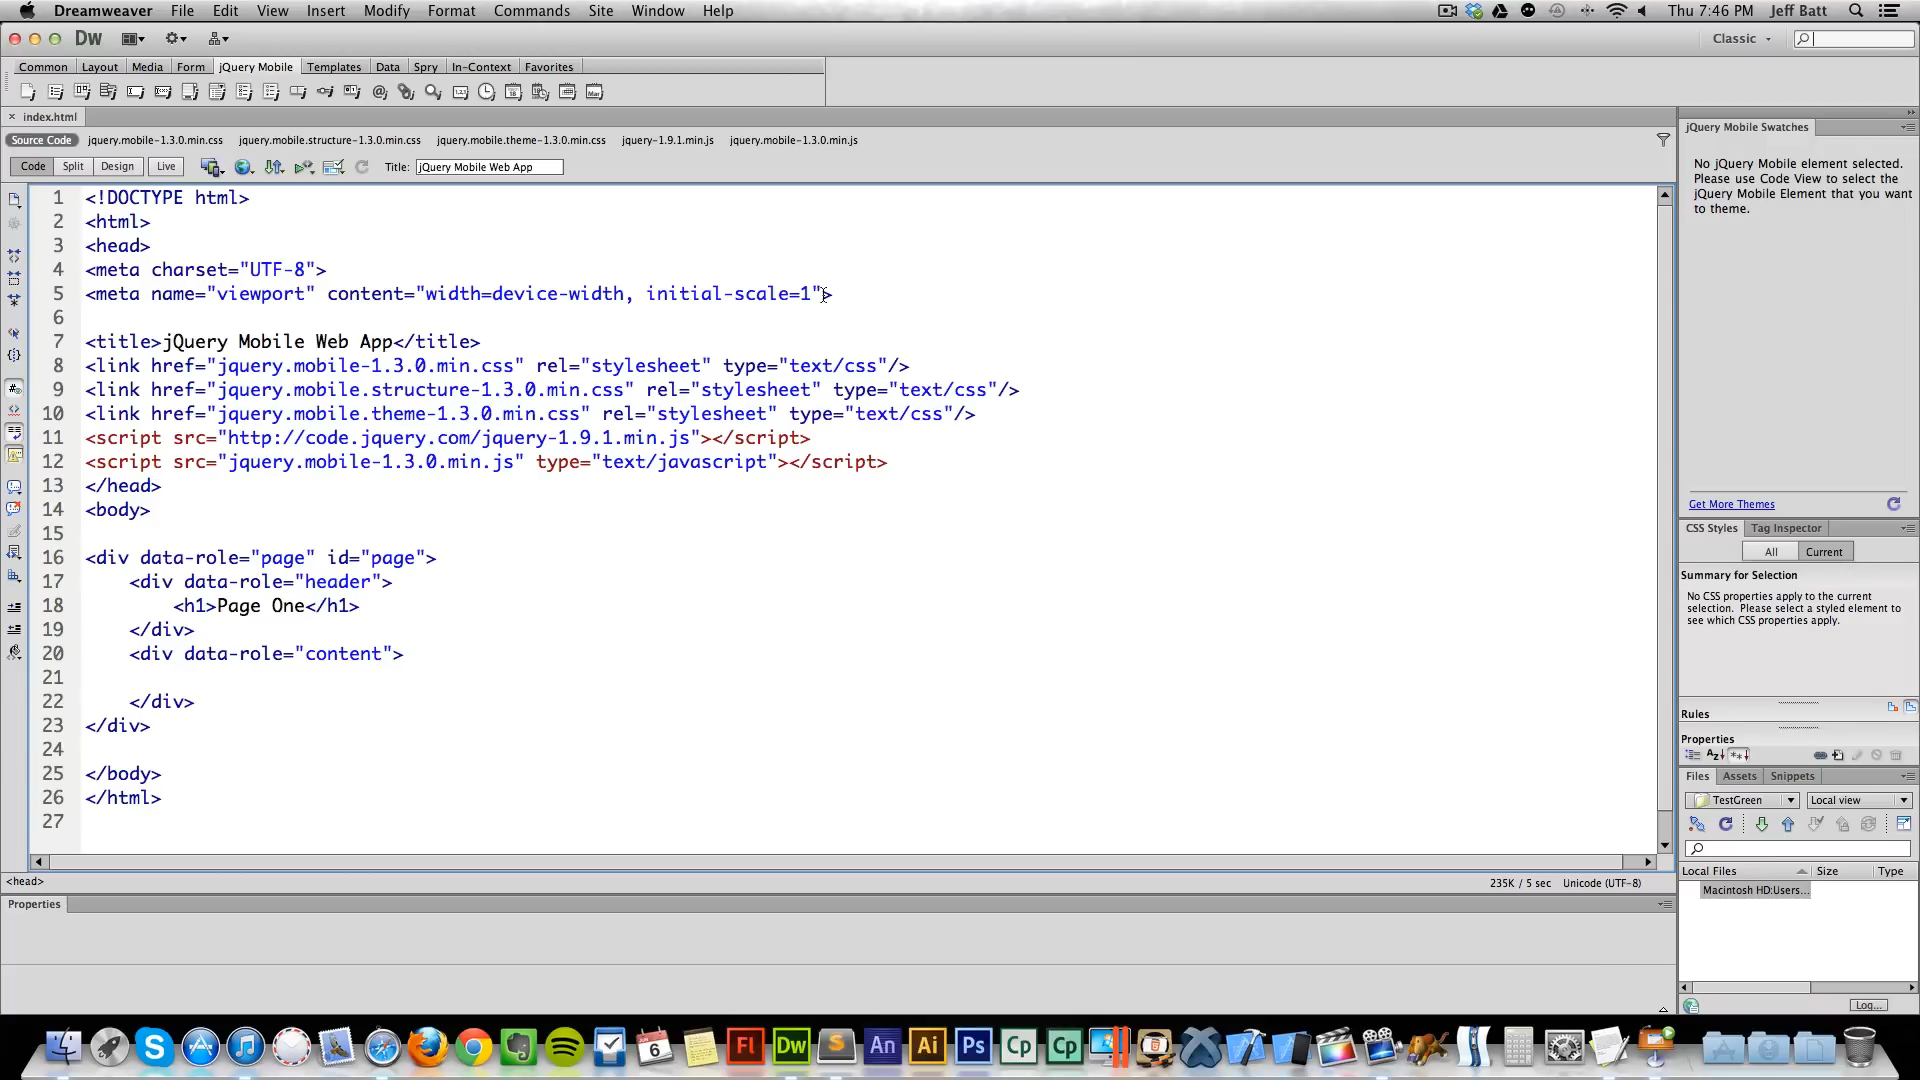 Dreamweaver File Edit View Insert Modify Format Commands Site Window Help Thu 7:46 PM Jeff Batt
Dw Classic
Common Layout Media Form jQuery Mobile Templates Data Spry In-Context Favorites
index.html
Source Code jquery.mobile-1.3.0.min.css jquery.mobile.structure-1.3.0.min.css jquery.mobile.theme-1.3.0.min.css jquery-1.9.1.min.js jquery.mobile-1.3.0.min.js
Code Split Design Live Title: jQuery Mobile Web App
1 <!DOCTYPE html>
2 <html>
3 <head>
4 <meta charset="UTF-8">
5 <meta name="viewport" content="width=device-width, initial-scale=1">
6
7 <title>jQuery Mobile Web App</title>
8 <link href="jquery.mobile-1.3.0.min.css" rel="stylesheet" type="text/css"/>
9 <link href="jquery.mobile.structure-1.3.0.min.css" rel="stylesheet" type="text/css"/>
10 <link href="jquery.mobile.theme-1.3.0.min.css" rel="stylesheet" type="text/css"/>
11 <script src="http://code.jquery.com/jquery-1.9.1.min.js"></script>
12 <script src="jquery.mobile-1.3.0.min.js" type="text/javascript"></script>
13 </head>
14 <body>
15
16 <div data-role="page" id="page">
17 <div data-role="header">
18 <h1>Page One</h1>
19 </div>
20 <div data-role="content">
21
22 </div>
23 </div>
24
25 </body>
26 </html>
27
<head> 235K / 5 sec Unicode (UTF-8)
Properties
jQuery Mobile Swatches
No jQuery Mobile element selected.
Please use Code View to select the
jQuery Mobile Element that you want
to theme.
Get More Themes
CSS Styles Tag Inspector
All Current
Summary for Selection
No CSS properties apply to the current
selection. Please select a styled element to
see which CSS properties apply.
Rules
Properties
Files Assets Snippets
TestGreen Local view
Local Files Size Type
Macintosh HD:Users...
Log...
6 Fl Dw An Ai Ps Cp Cp